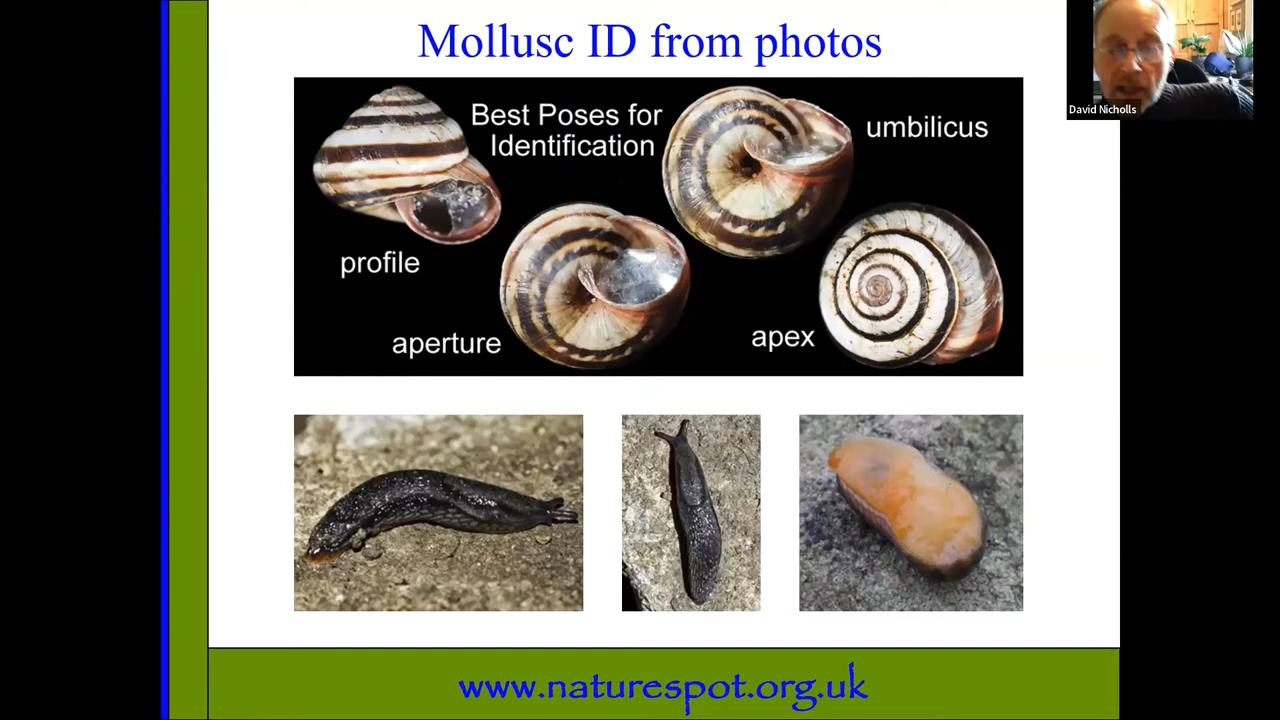 Mollusc ID from photos
Best Poses for
Identification
umbilicus
profile
aperture
apex
David Nicholls
www.naturespot.org.uk